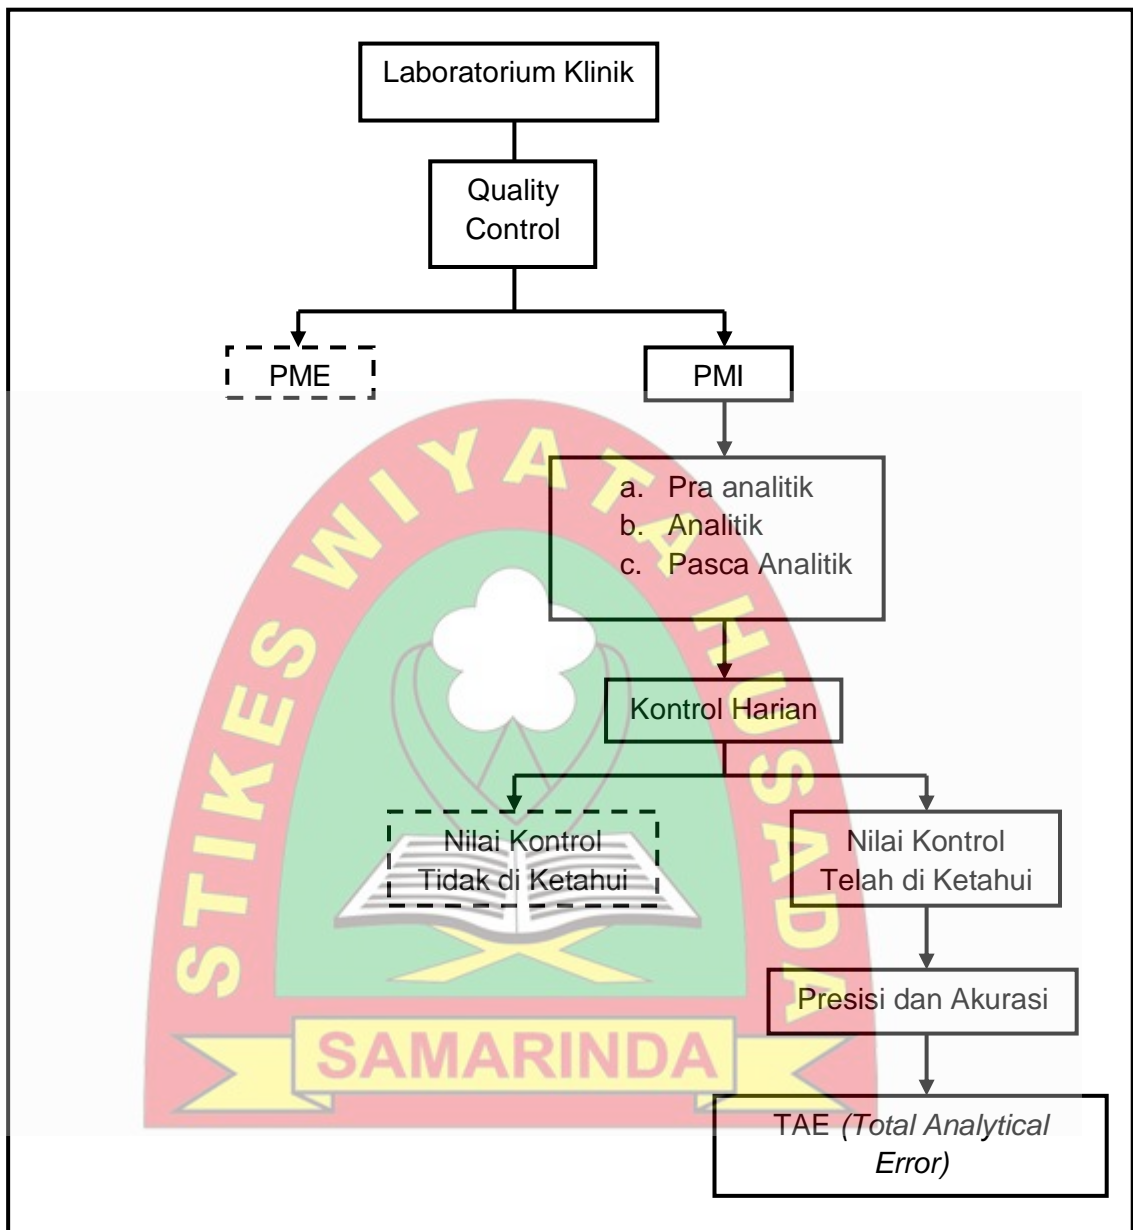 Laboratorium Klinik
Quality
Control
PME
PMI
a. Pra analitik
b. Analitik
c. Pasca Analitik
Kontrol Harian
Nilai Kontrol
Tidak di Ketahui
Nilai Kontrol
Telah di Ketahui
Presisi dan Akurasi
TAE (Total Analytical
Error)
STIKES WIYATA HUSADA
SAMARINDA